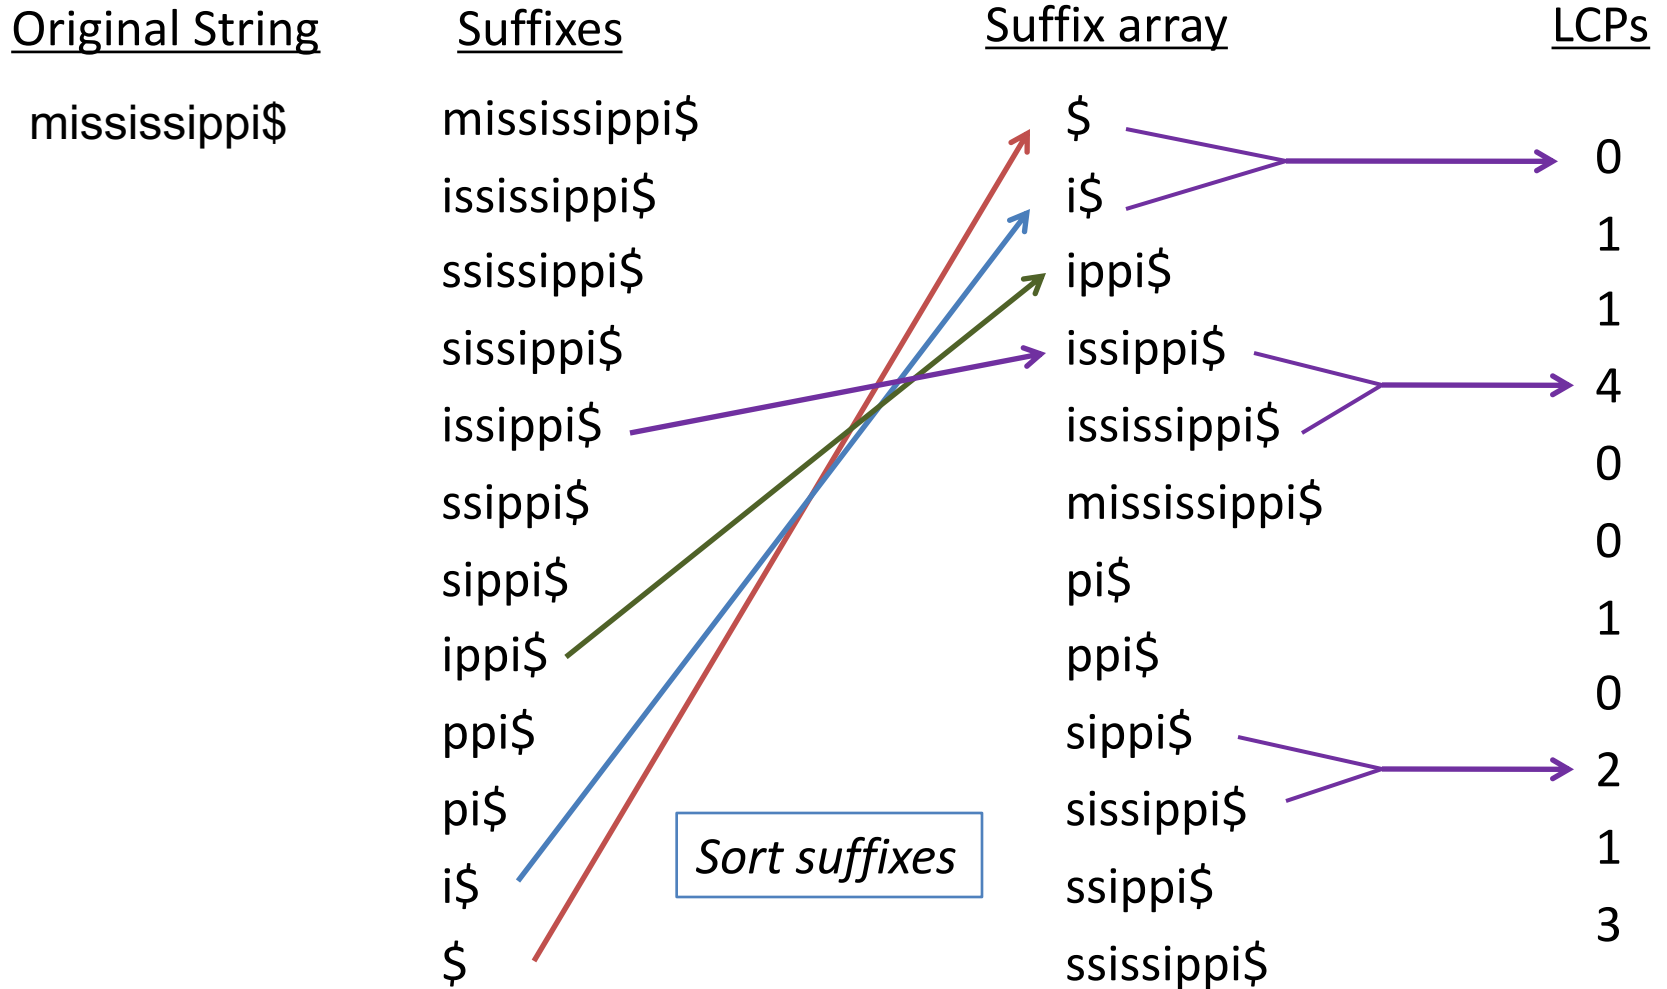 Original String
mississippi$
Suffixes
mississippi$
ississippi$
ssissippi$
sissippi$
issippi$
ssippi$
sippi$
ippi$
ppi$
pi$
i$
$
Sort suffixes
Suffix array
$
i$
ippi$
issippi$
ississippi$
mississippi$
pi$
ppi$
sippi$
sissippi$
ssippi$
ssissippi$
LCPs
0
1
1
4
0
0
1
0
2
1
3